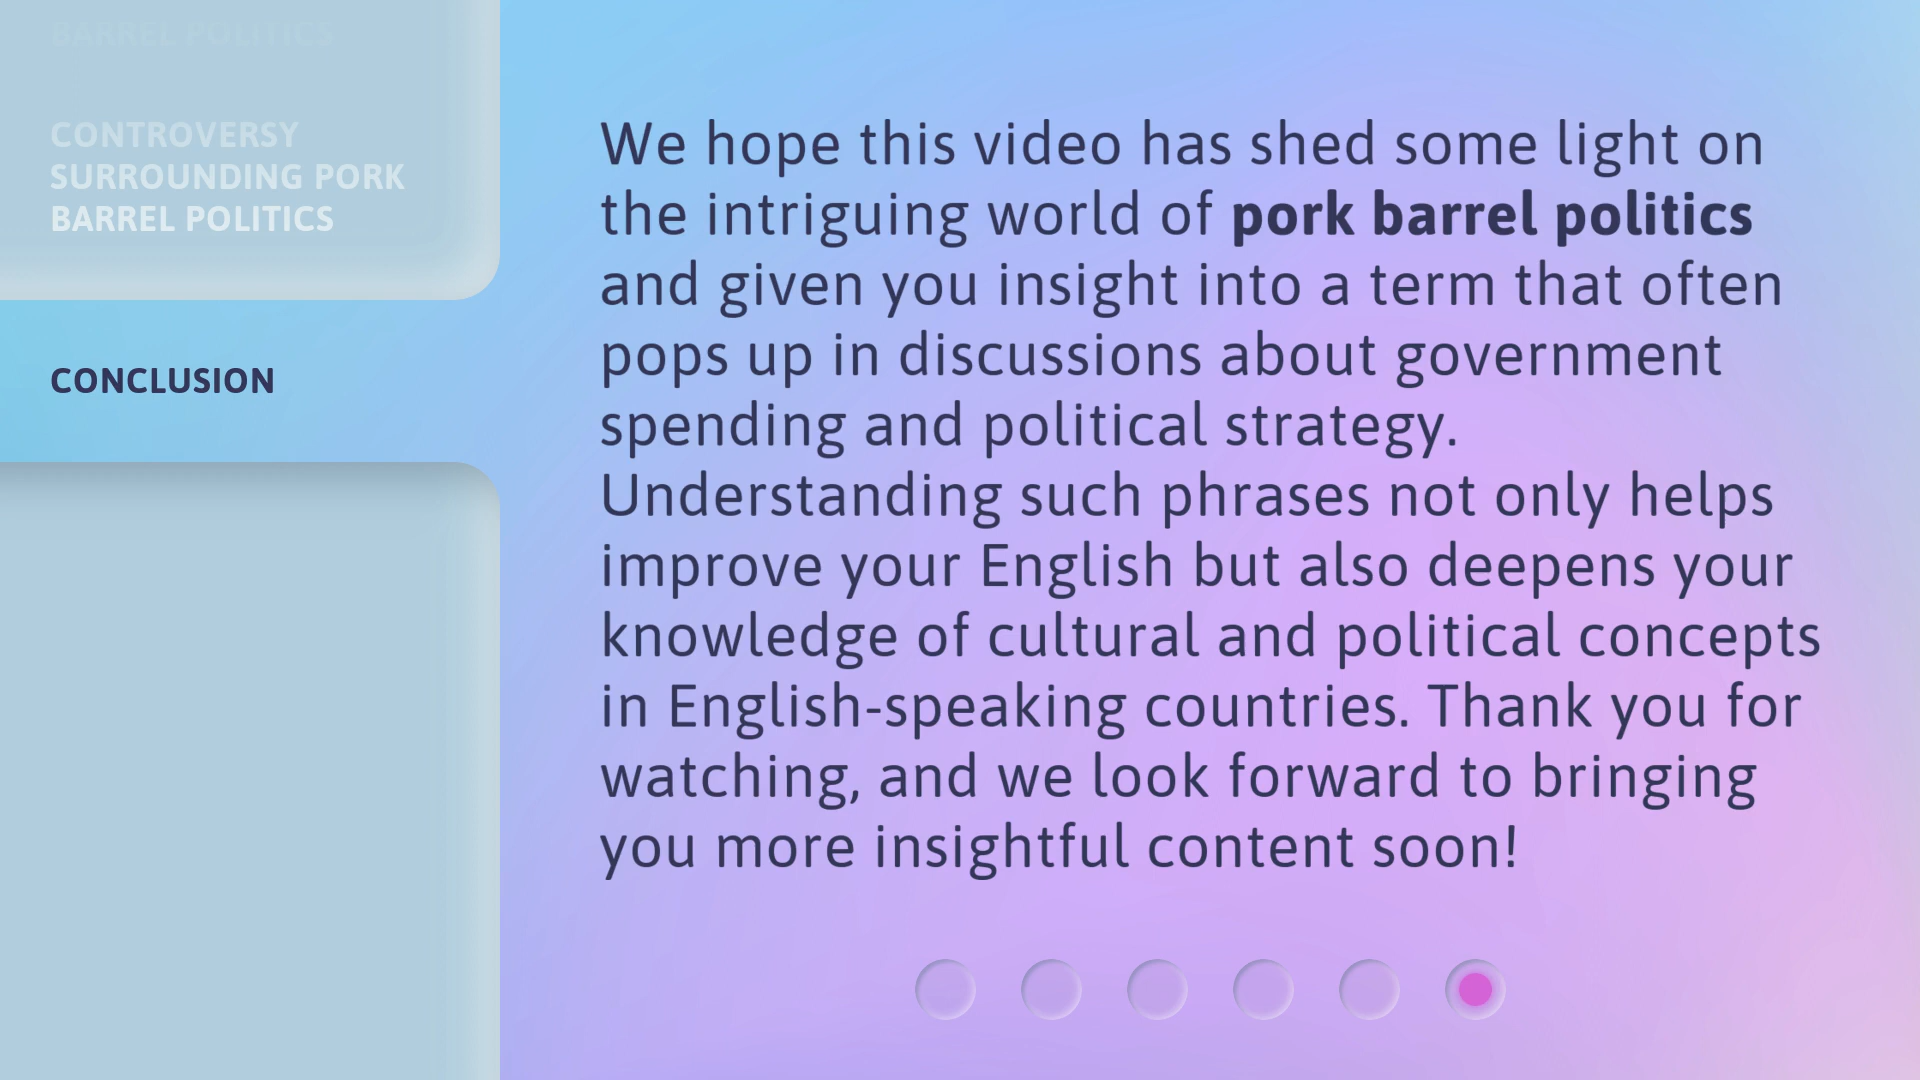 BARREL POLITICS
CONTROVERSY
SURROUNDING PORK
BARREL POLITICS
CONCLUSION
We hope this video has shed some light on
the intriguing world of pork barrel politics
and given you insight into a term that often
pops up in discussions about government
spending and political strategy.
Understanding such phrases not only helps
improve your English but also deepens your
knowledge of cultural and political concepts
in English-speaking countries. Thank you for
watching, and we look forward to bringing
you more insightful content soon!